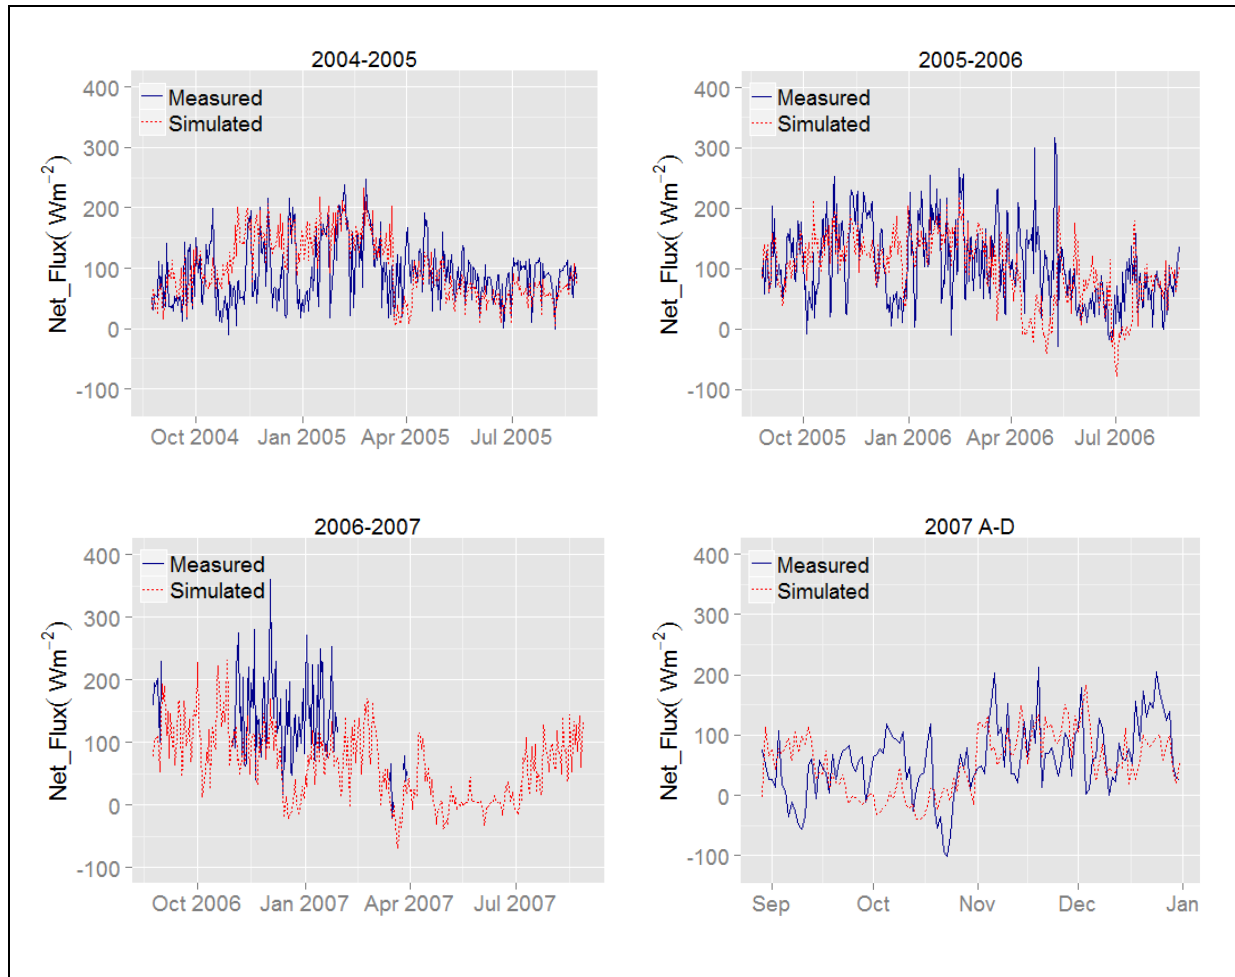 2004-2005
400
300
200
100
0
-100
Net_Flux( Wm−2)
Measured
Simulated
Oct 2004 Jan 2005 Apr 2005 Jul 2005
2005-2006
400
300
200
100
0
-100
Net_Flux( Wm−2)
Measured
Simulated
Oct 2005 Jan 2006 Apr 2006 Jul 2006
2006-2007
400
300
200
100
0
-100
Net_Flux( Wm−2)
Measured
Simulated
Oct 2006 Jan 2007 Apr 2007 Jul 2007
2007 A-D
400
300
200
100
0
-100
Net_Flux( Wm−2)
Measured
Simulated
Sep Oct Nov Dec Jan